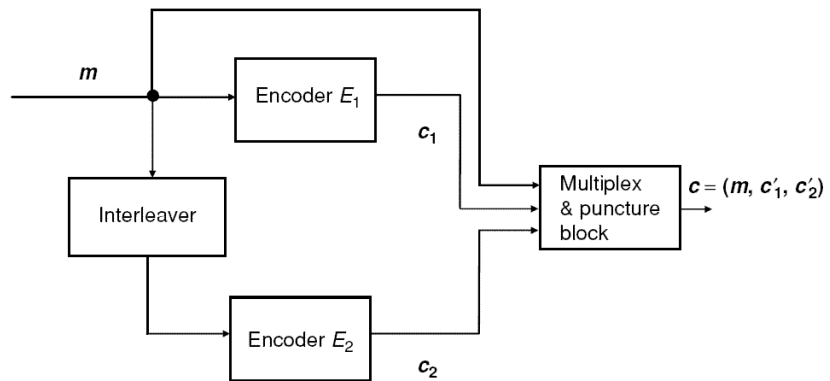 m
Encoder E₁
c₁
Interleaver
Multiplex
& puncture
block
c = (m, c′₁, c′₂)
Encoder E₂
c₂